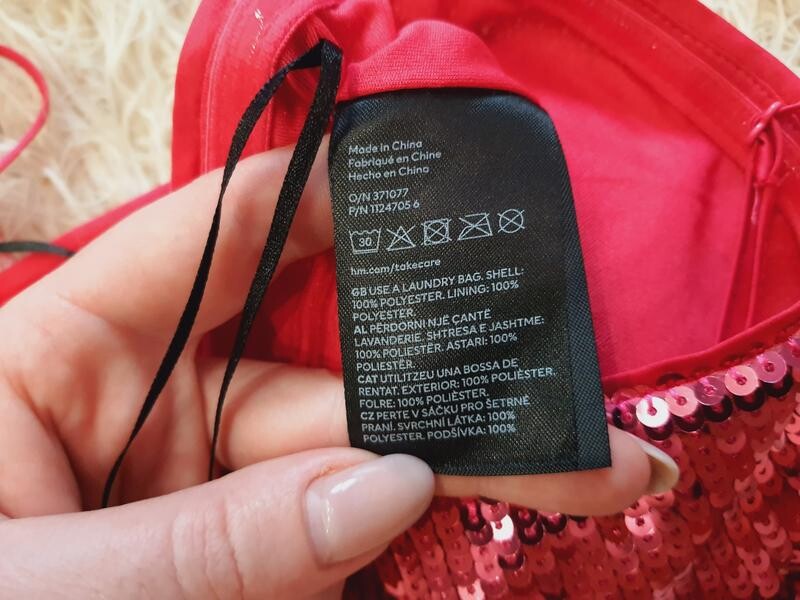 Made in China
Fabriqué en Chine
Hecho en China
O/N 371077
P/N 1124705 6
30
hm.com/takecare
GB USE A LAUNDRY BAG. SHELL:
100% POLYESTER. LINING: 100%
POLYESTER.
AL PËRDORNI NJË ÇANTË
LAVANDERIE. SHTRESA E JASHTME:
100% POLIESTËR. ASTARI: 100%
POLIESTËR.
CAT UTILITZEU UNA BOSSA DE
RENTAT. EXTERIOR: 100% POLIÈSTER.
FOLRE: 100% POLIÈSTER.
CZ PERTE V SÁČKU PRO ŠETRNÉ
PRANÍ. SVRCHNÍ LÁTKA: 100%
POLYESTER. PODŠÍVKA: 100%